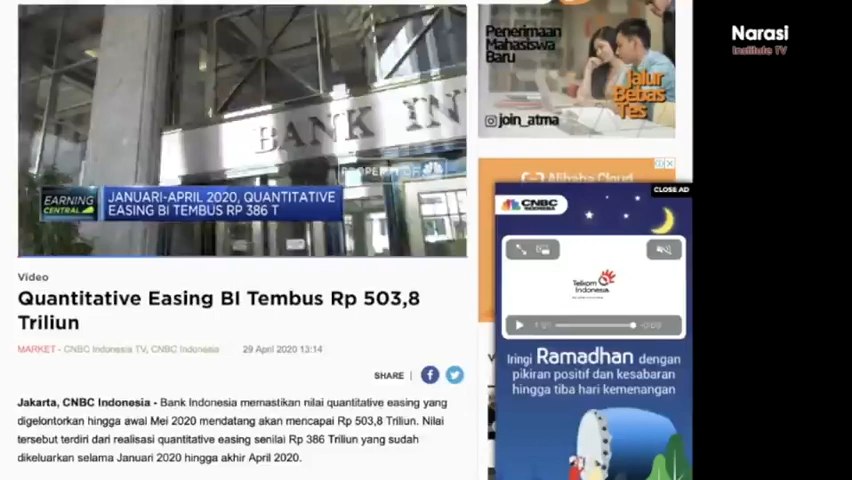 BANK IN
PROPERTY OF
EARNING
CENTRAL
JANUARI-APRIL 2020, QUANTITATIVE
EASING BI TEMBUS RP 386 T
Video
Quantitative Easing BI Tembus Rp 503,8
Triliun
MARKET - CNBC Indonesia TV, CNBC Indonesia
29 April 2020 13:14
SHARE |
Jakarta, CNBC Indonesia - Bank Indonesia memastikan nilai quantitative easing yang
digelontorkan hingga awal Mei 2020 mendatang akan mencapai Rp 503,8 Triliun. Nilai
tersebut terdiri dari realisasi quantitative easing senilai Rp 386 Triliun yang sudah
dikeluarkan selama Januari 2020 hingga akhir April 2020.
Penerimaan
Mahasiswa
Baru
Jalur
Bebas
Tes
join_atma
Alibaba Cloud
CLOSE AD
CNBC
INDONESIA
Telkom
Indonesia
Iringi Ramadhan dengan
pikiran positif dan kesabaran
hingga tiba hari kemenangan
Narasi
Institute TV